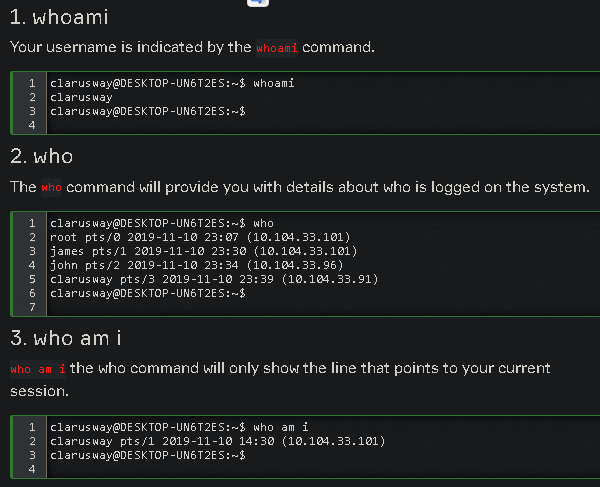 1. whoami
Your username is indicated by the whoami command.
1 clarusway@DESKTOP-UN6T2ES:~$ whoami
2 clarusway
3 clarusway@DESKTOP-UN6T2ES:~$
4
2. who
The who command will provide you with details about who is logged on the system.
1 clarusway@DESKTOP-UN6T2ES:~$ who
2 root pts/0 2019-11-10 23:07 (10.104.33.101)
3 james pts/1 2019-11-10 23:30 (10.104.33.101)
4 john pts/2 2019-11-10 23:34 (10.104.33.96)
5 clarusway pts/3 2019-11-10 23:39 (10.104.33.91)
6 clarusway@DESKTOP-UN6T2ES:~$
7
3. who am i
who am i the who command will only show the line that points to your current
session.
1 clarusway@DESKTOP-UN6T2ES:~$ who am i
2 clarusway pts/1 2019-11-10 14:30 (10.104.33.101)
3 clarusway@DESKTOP-UN6T2ES:~$
4